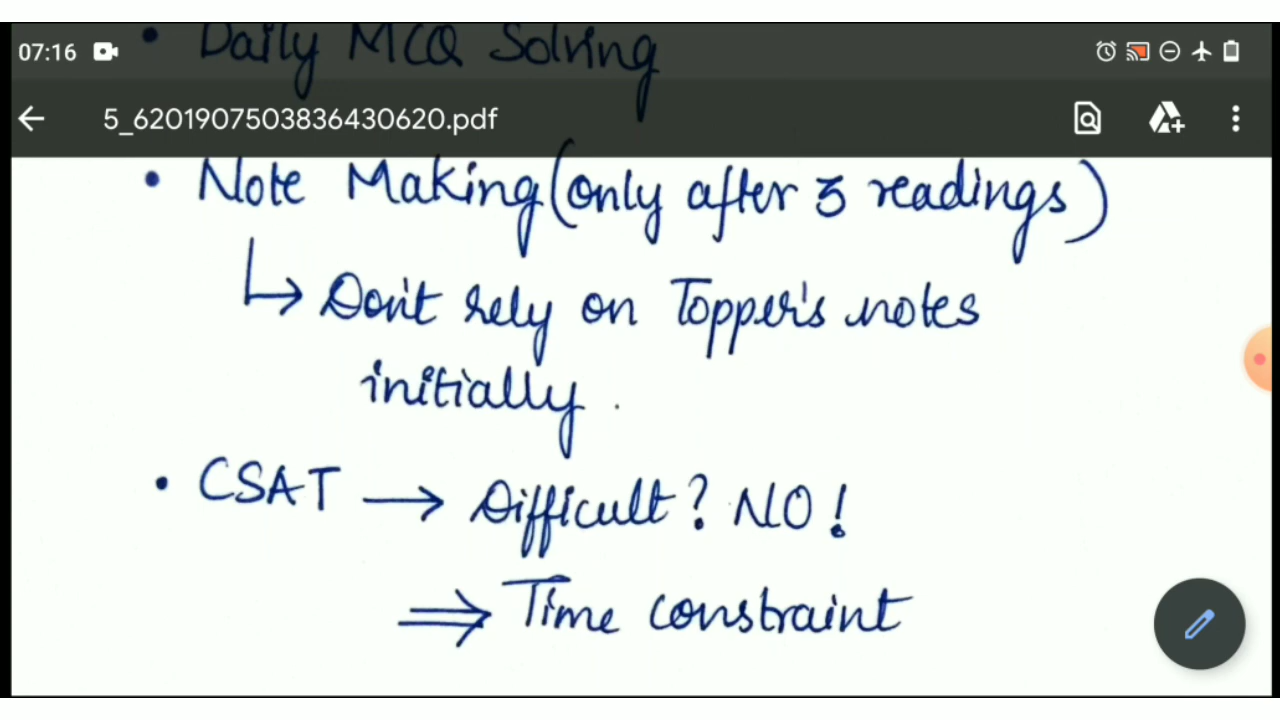 • Daily MCQ Solving
07:16
5_6201907503836430620.pdf
• Note Making (only after 3 readings)
↳ Don't rely on Topper's notes
initially.
• CSAT → Difficult? NO!
⇒ Time constraint